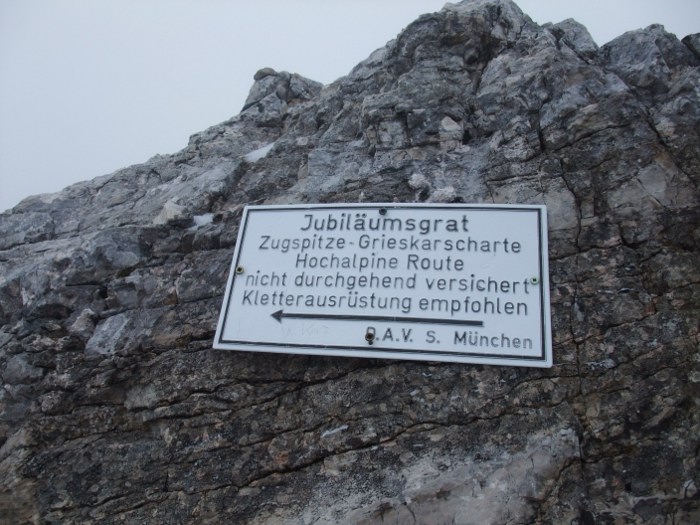 Jubiläumsgrat
Zugspitze-Grieskarscharte
Hochalpine Route
nicht durchgehend versichert
Kletterausrüstung empfohlen
D.A.V. S. München